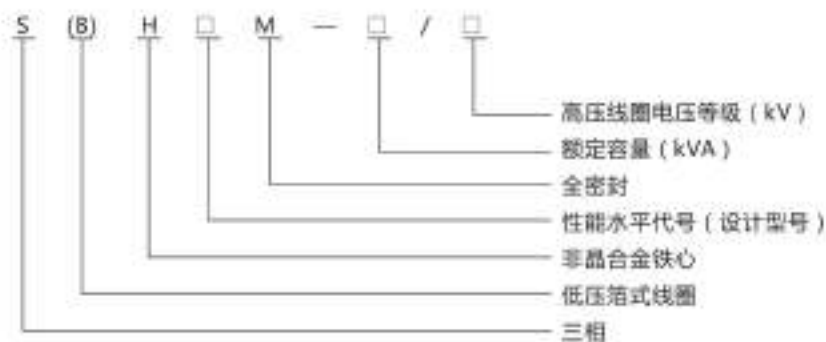 S (B) H □ M — □ / □
高压线圈电压等级（kV）
额定容量（kVA）
全密封
性能水平代号（设计型号）
非晶合金铁心
低压箔式线圈
三相